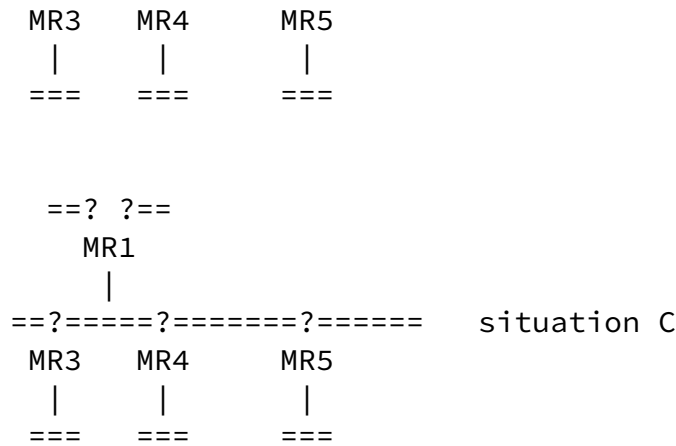 MR3 MR4 MR5
| | |
=== === ===
==? ?==
MR1
|
==?=====?=======?====== situation C
MR3 MR4 MR5
| | |
=== === ===